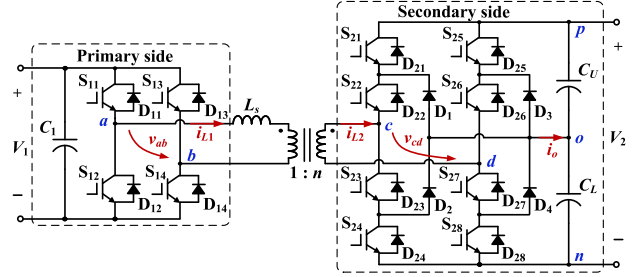 Primary side
Secondary side
S11
S13
D11
D13
S12
S14
D12
D14
+
V1
−
C1
a
b
vab
iL1
Ls
1 : n
iL2
S21
S25
D21
D25
S22
S26
D22
D26
D1
D3
c
vcd
d
S23
S27
D23
D27
D2
D4
S24
S28
D24
D28
p
CU
io
o
CL
n
+
V2
−